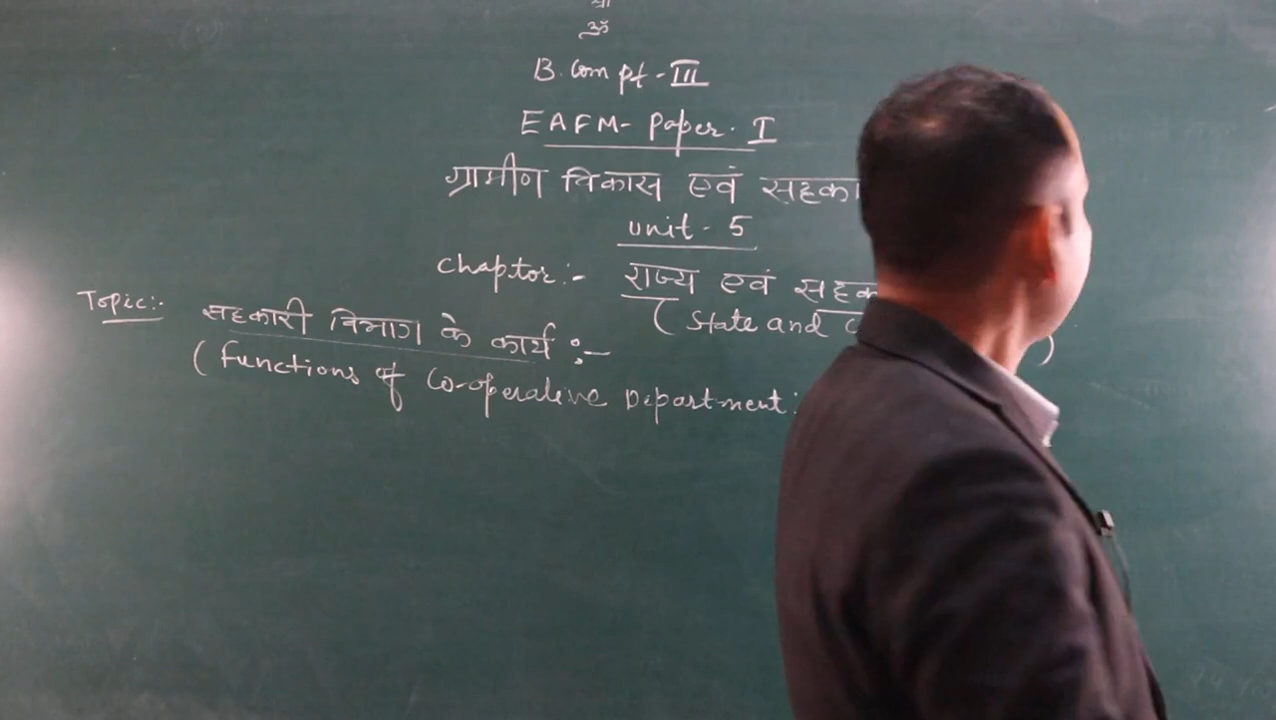 श्री
ॐ
B. Com pt - III
EAFM - Paper. I
ग्रामीण विकास एवं सहका
Unit - 5
Chaptor :- राज्य एवं सहक
( State and C )
Topic:- सहकारी विभाग के कार्य :-
( Functions of Co-operative Department: